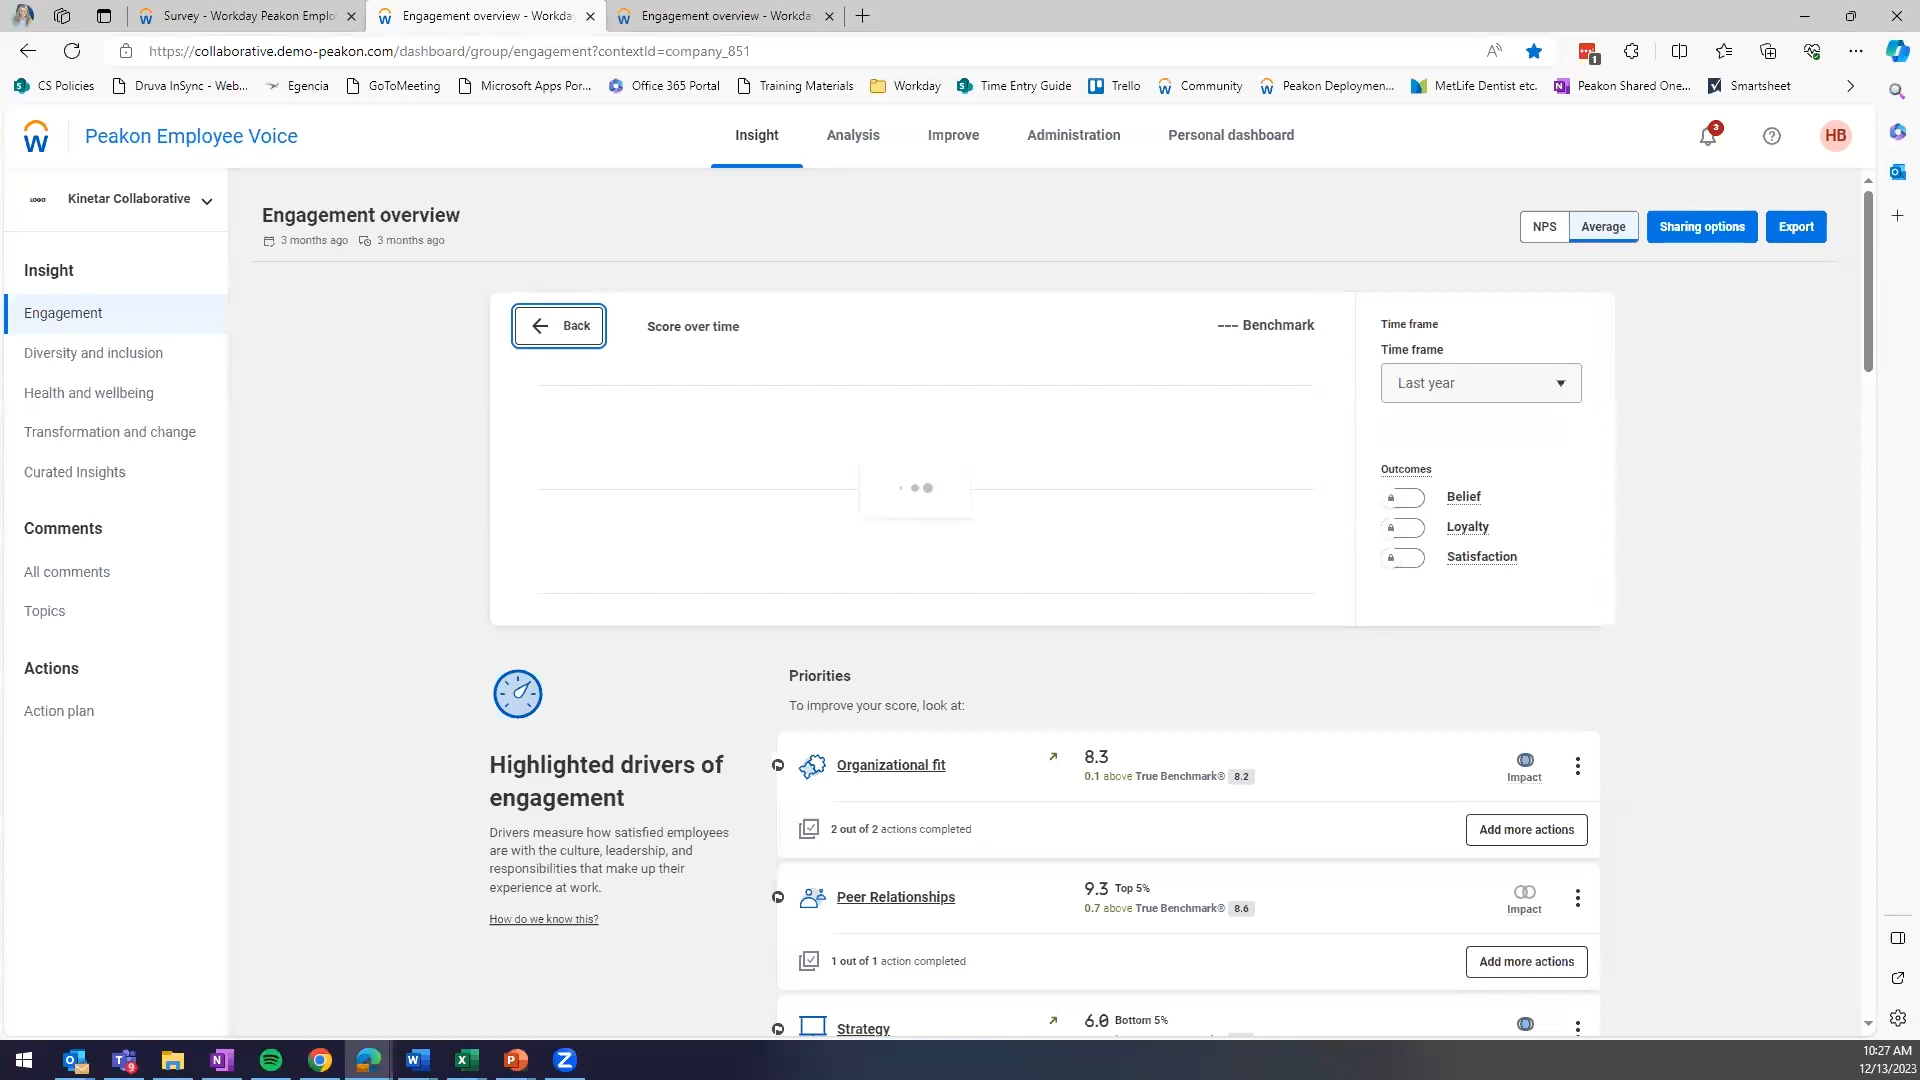 Survey - Workday Peakon Emplo
Engagement overview - Workda
Engagement overview - Workda
https://collaborative.demo-peakon.com/dashboard/group/engagement?contextId=company_851
1
CS Policies
Druva InSync - Web...
Egencia
GoToMeeting
Microsoft Apps Por...
Office 365 Portal
Training Materials
Workday
Time Entry Guide
Trello
Community
Peakon Deploymen...
MetLife Dentist etc.
Peakon Shared One...
Smartsheet
Peakon Employee Voice
Insight
Analysis
Improve
Administration
Personal dashboard
3
HB
LOGO
Kinetar Collaborative
Insight
Engagement
Diversity and inclusion
Health and wellbeing
Transformation and change
Curated Insights
Comments
All comments
Topics
Actions
Action plan
Engagement overview
3 months ago
3 months ago
NPS
Average
Sharing options
Export
Back
Score over time
--- Benchmark
Time frame
Time frame
Last year
Outcomes
Belief
Loyalty
Satisfaction
Highlighted drivers of
engagement
Drivers measure how satisfied employees
are with the culture, leadership, and
responsibilities that make up their
experience at work.
How do we know this?
Priorities
To improve your score, look at:
Organizational fit
8.3
0.1 above True Benchmark® 8.2
Impact
2 out of 2 actions completed
Add more actions
Peer Relationships
9.3 Top 5%
0.7 above True Benchmark® 8.6
Impact
1 out of 1 action completed
Add more actions
Strategy
6.0 Bottom 5%
9
10:27 AM
12/13/2023